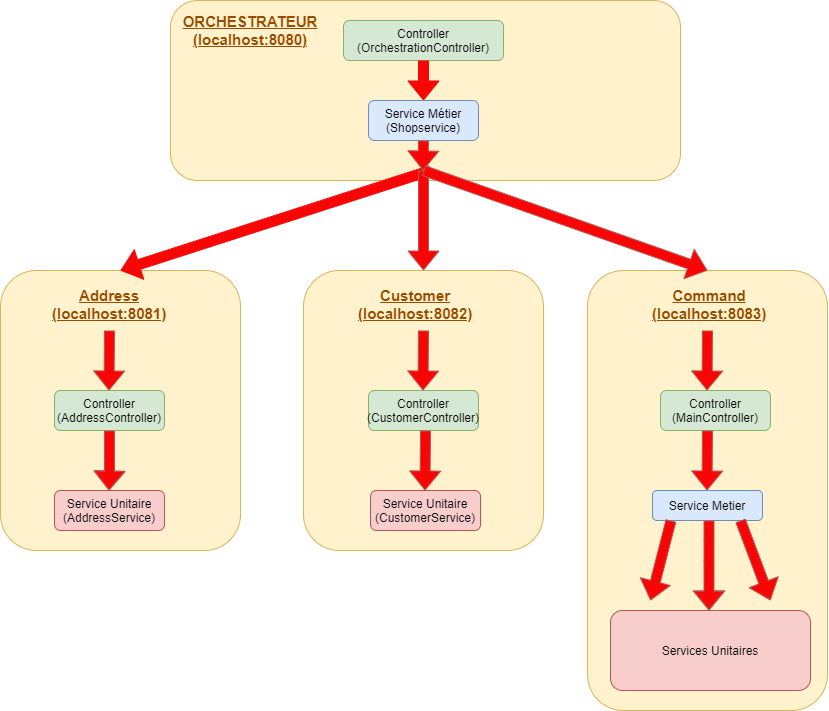 ORCHESTRATEUR
(localhost:8080)
Controller
(OrchestrationController)
Service Métier
(Shopservice)
Address
(localhost:8081)
Controller
(AddressController)
Service Unitaire
(AddressService)
Customer
(localhost:8082)
Controller
(CustomerController)
Service Unitaire
(CustomerService)
Command
(localhost:8083)
Controller
(MainController)
Service Metier
Services Unitaires